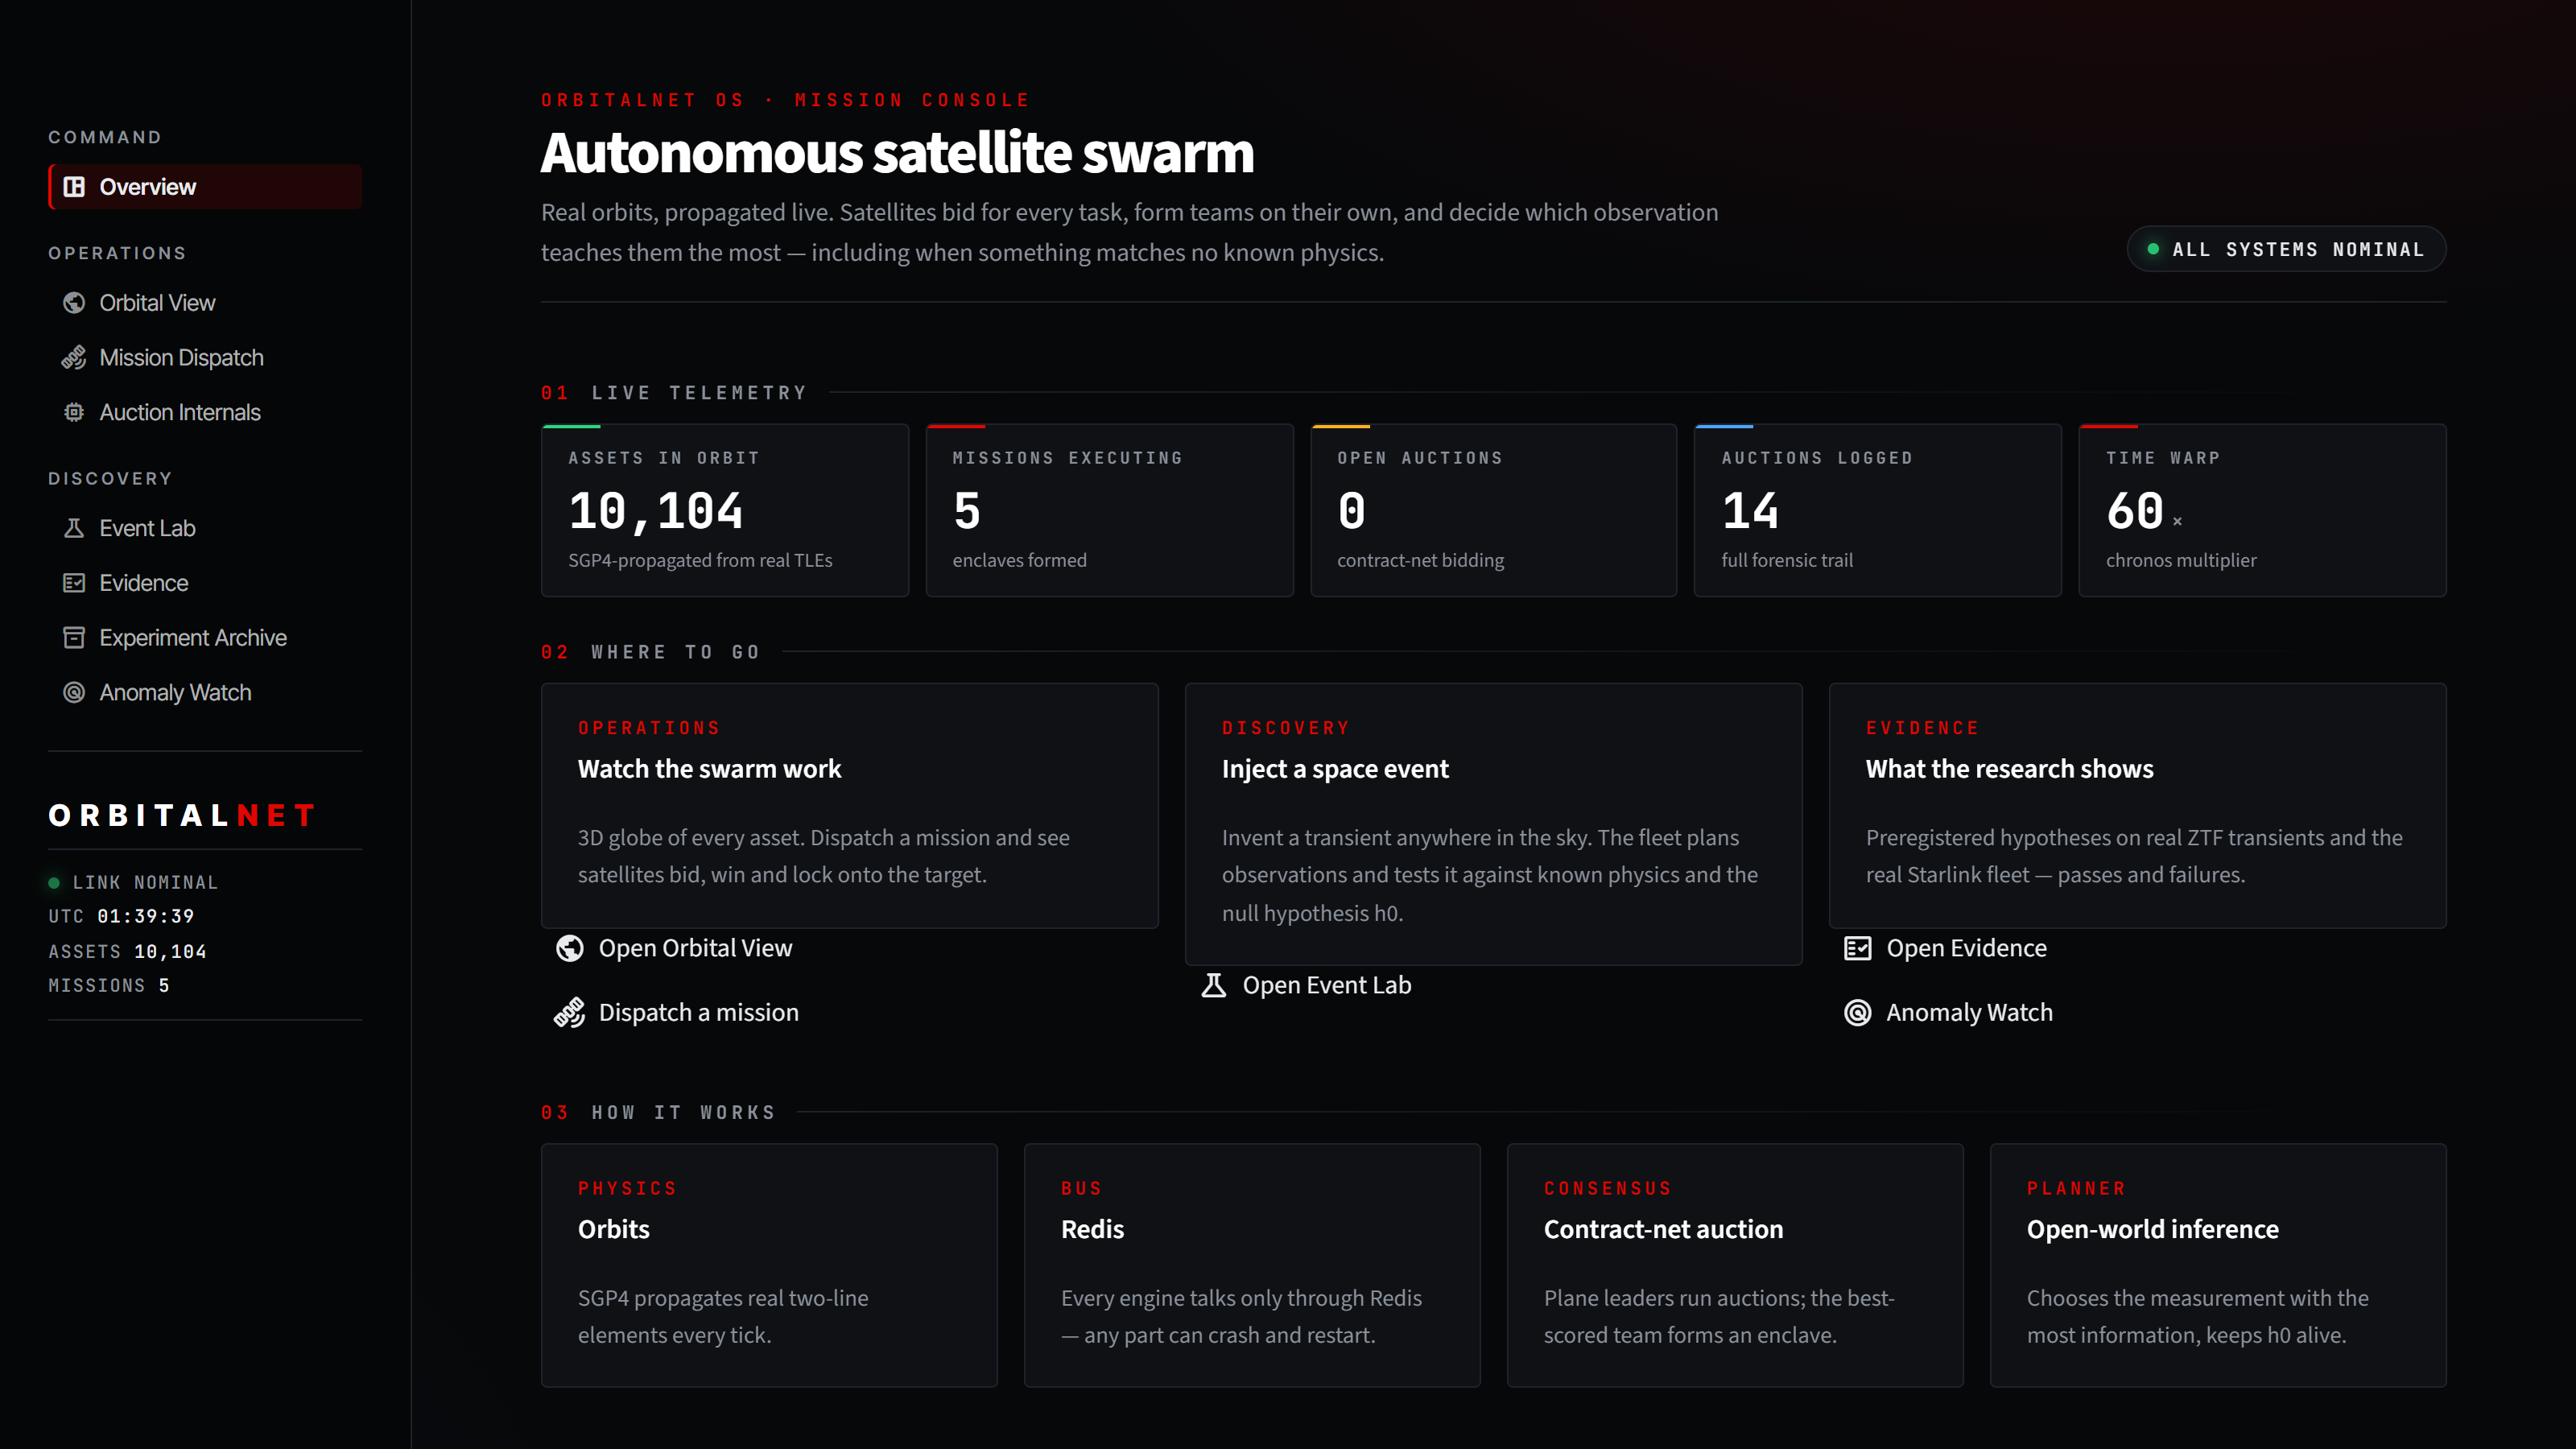 COMMAND
Overview
OPERATIONS
Orbital View
Mission Dispatch
Auction Internals
DISCOVERY
Event Lab
Evidence
Experiment Archive
Anomaly Watch
ORBITALNET
LINK NOMINAL
UTC 01:39:39
ASSETS 10,104
MISSIONS 5
ORBITALNET OS · MISSION CONSOLE
Autonomous satellite swarm
Real orbits, propagated live. Satellites bid for every task, form teams on their own, and decide which observation
teaches them the most — including when something matches no known physics.
ALL SYSTEMS NOMINAL
01 LIVE TELEMETRY
ASSETS IN ORBIT
10,104
SGP4-propagated from real TLEs
MISSIONS EXECUTING
5
enclaves formed
OPEN AUCTIONS
0
contract-net bidding
AUCTIONS LOGGED
14
full forensic trail
TIME WARP
60 ×
chronos multiplier
02 WHERE TO GO
OPERATIONS
Watch the swarm work
3D globe of every asset. Dispatch a mission and see
satellites bid, win and lock onto the target.
Open Orbital View
Dispatch a mission
DISCOVERY
Inject a space event
Invent a transient anywhere in the sky. The fleet plans
observations and tests it against known physics and the
null hypothesis h0.
Open Event Lab
EVIDENCE
What the research shows
Preregistered hypotheses on real ZTF transients and the
real Starlink fleet — passes and failures.
Open Evidence
Anomaly Watch
03 HOW IT WORKS
PHYSICS
Orbits
SGP4 propagates real two-line
elements every tick.
BUS
Redis
Every engine talks only through Redis
— any part can crash and restart.
CONSENSUS
Contract-net auction
Plane leaders run auctions; the best-
scored team forms an enclave.
PLANNER
Open-world inference
Chooses the measurement with the
most information, keeps h0 alive.